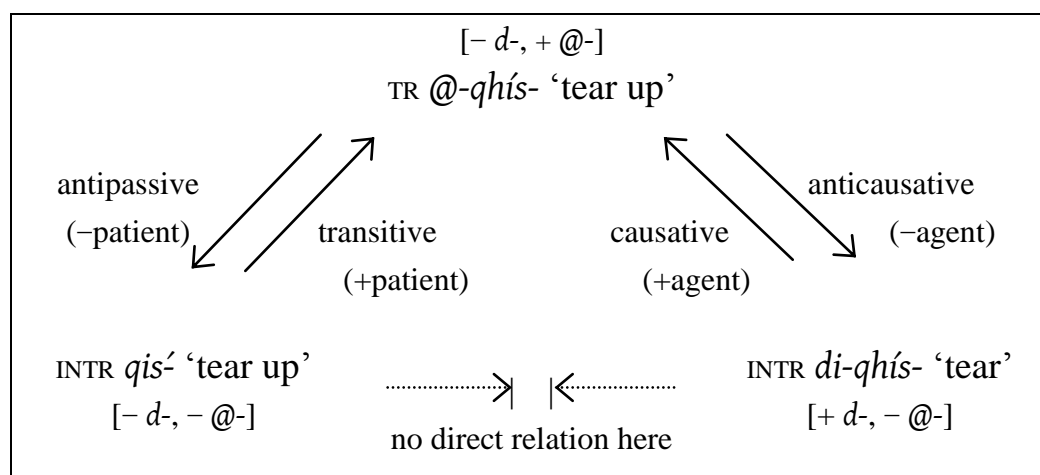 [− d-, + @-]
TR @-qhís- ‘tear up’
antipassive anticausative
(−patient) transitive causative (−agent)
(+patient) (+agent)
INTR qis´- ‘tear up’ INTR di-qhís- ‘tear’
[− d-, − @-] [+ d-, − @-]
no direct relation here